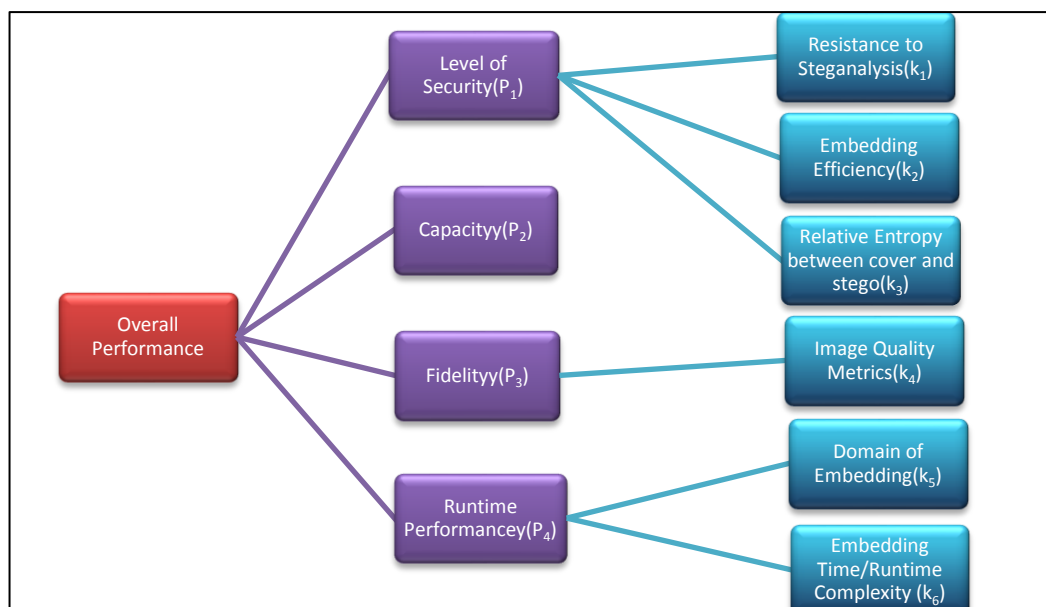 Overall
Performance
Level of
Security(P₁)
Capacityy(P₂)
Fidelityy(P₃)
Runtime
Performancey(P₄)
Resistance to
Steganalysis(k₁)
Embedding
Efficiency(k₂)
Relative Entropy
between cover and
stego(k₃)
Image Quality
Metrics(k₄)
Domain of
Embedding(k₅)
Embedding
Time/Runtime
Complexity (k₆)